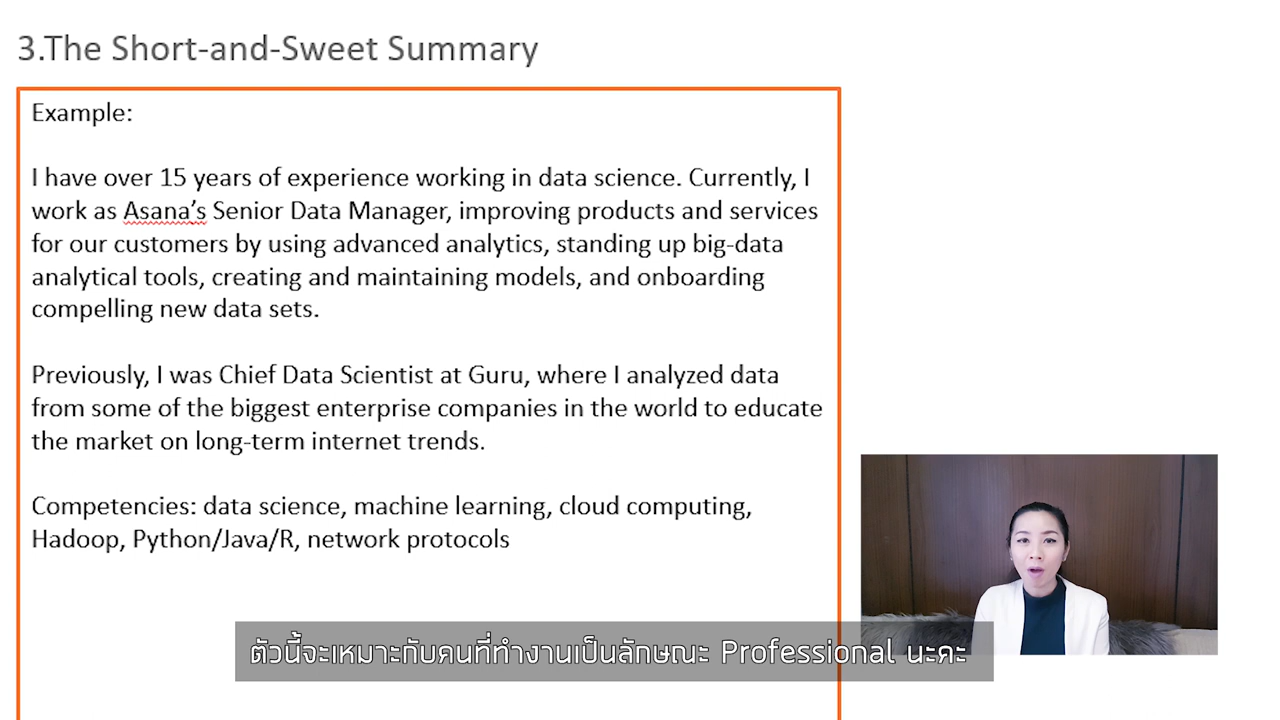 3.The Short-and-Sweet Summary
Example:
I have over 15 years of experience working in data science. Currently, I
work as Asana’s Senior Data Manager, improving products and services
for our customers by using advanced analytics, standing up big-data
analytical tools, creating and maintaining models, and onboarding
compelling new data sets.
Previously, I was Chief Data Scientist at Guru, where I analyzed data
from some of the biggest enterprise companies in the world to educate
the market on long-term internet trends.
Competencies: data science, machine learning, cloud computing,
Hadoop, Python/Java/R, network protocols
ตัวนี้จะเหมาะกับคนที่ทำงานเป็นลักษณะ Professional นะคะ